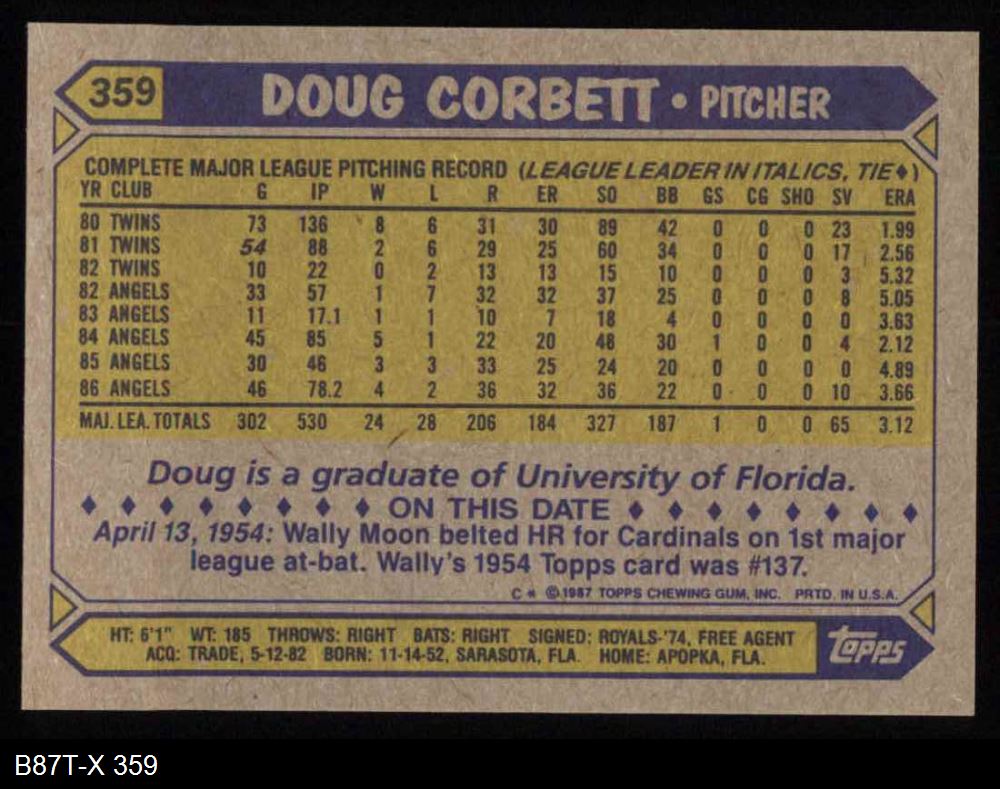 359 DOUG CORBETT • PITCHER
COMPLETE MAJOR LEAGUE PITCHING RECORD (LEAGUE LEADER IN ITALICS, TIE♦)
YR CLUB G IP W L R ER SO BB GS CG SHO SV ERA
80 TWINS 73 136 8 6 31 30 89 42 0 0 0 23 1.99
81 TWINS 54 88 2 6 29 25 60 34 0 0 0 17 2.56
82 TWINS 10 22 0 2 13 13 15 10 0 0 0 3 5.32
82 ANGELS 33 57 1 7 32 32 37 25 0 0 0 8 5.05
83 ANGELS 11 17.1 1 1 10 7 18 4 0 0 0 0 3.63
84 ANGELS 45 85 5 1 22 20 48 30 1 0 0 4 2.12
85 ANGELS 30 46 3 3 33 25 24 20 0 0 0 0 4.89
86 ANGELS 46 78.2 4 2 36 32 36 22 0 0 0 10 3.66
MAJ. LEA. TOTALS 302 530 24 28 206 184 327 187 1 0 0 65 3.12
Doug is a graduate of University of Florida.
♦ ♦ ♦ ♦ ♦ ♦ ♦ ♦ ON THIS DATE ♦ ♦ ♦ ♦ ♦ ♦ ♦ ♦
April 13, 1954: Wally Moon belted HR for Cardinals on 1st major
league at-bat. Wally's 1954 Topps card was #137.
C * © 1987 TOPPS CHEWING GUM, INC. PRTD. IN U.S.A.
HT: 6'1" WT: 185 THROWS: RIGHT BATS: RIGHT SIGNED: ROYALS-'74, FREE AGENT
ACQ: TRADE, 5-12-82 BORN: 11-14-52, SARASOTA, FLA. HOME: APOPKA, FLA.
topps
B87T-X 359